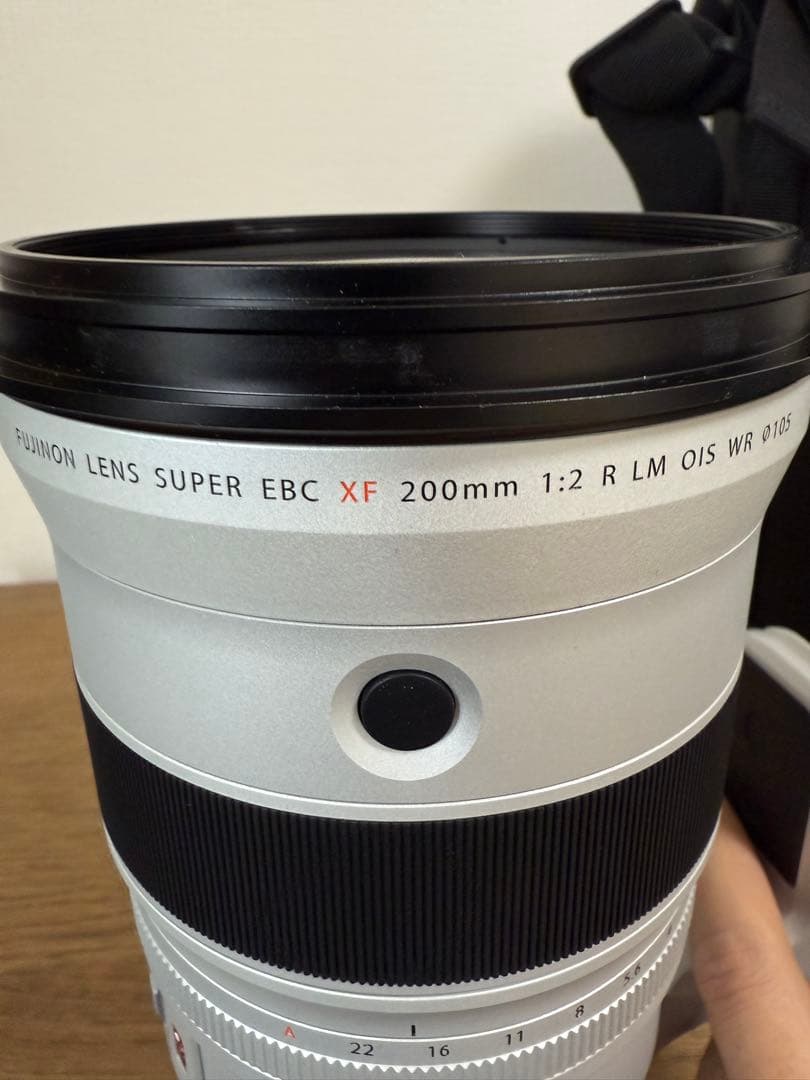 FUJINON LENS SUPER EBC XF 200mm 1:2 R LM OIS WR Ø105
A 22 16 11 8 5.6